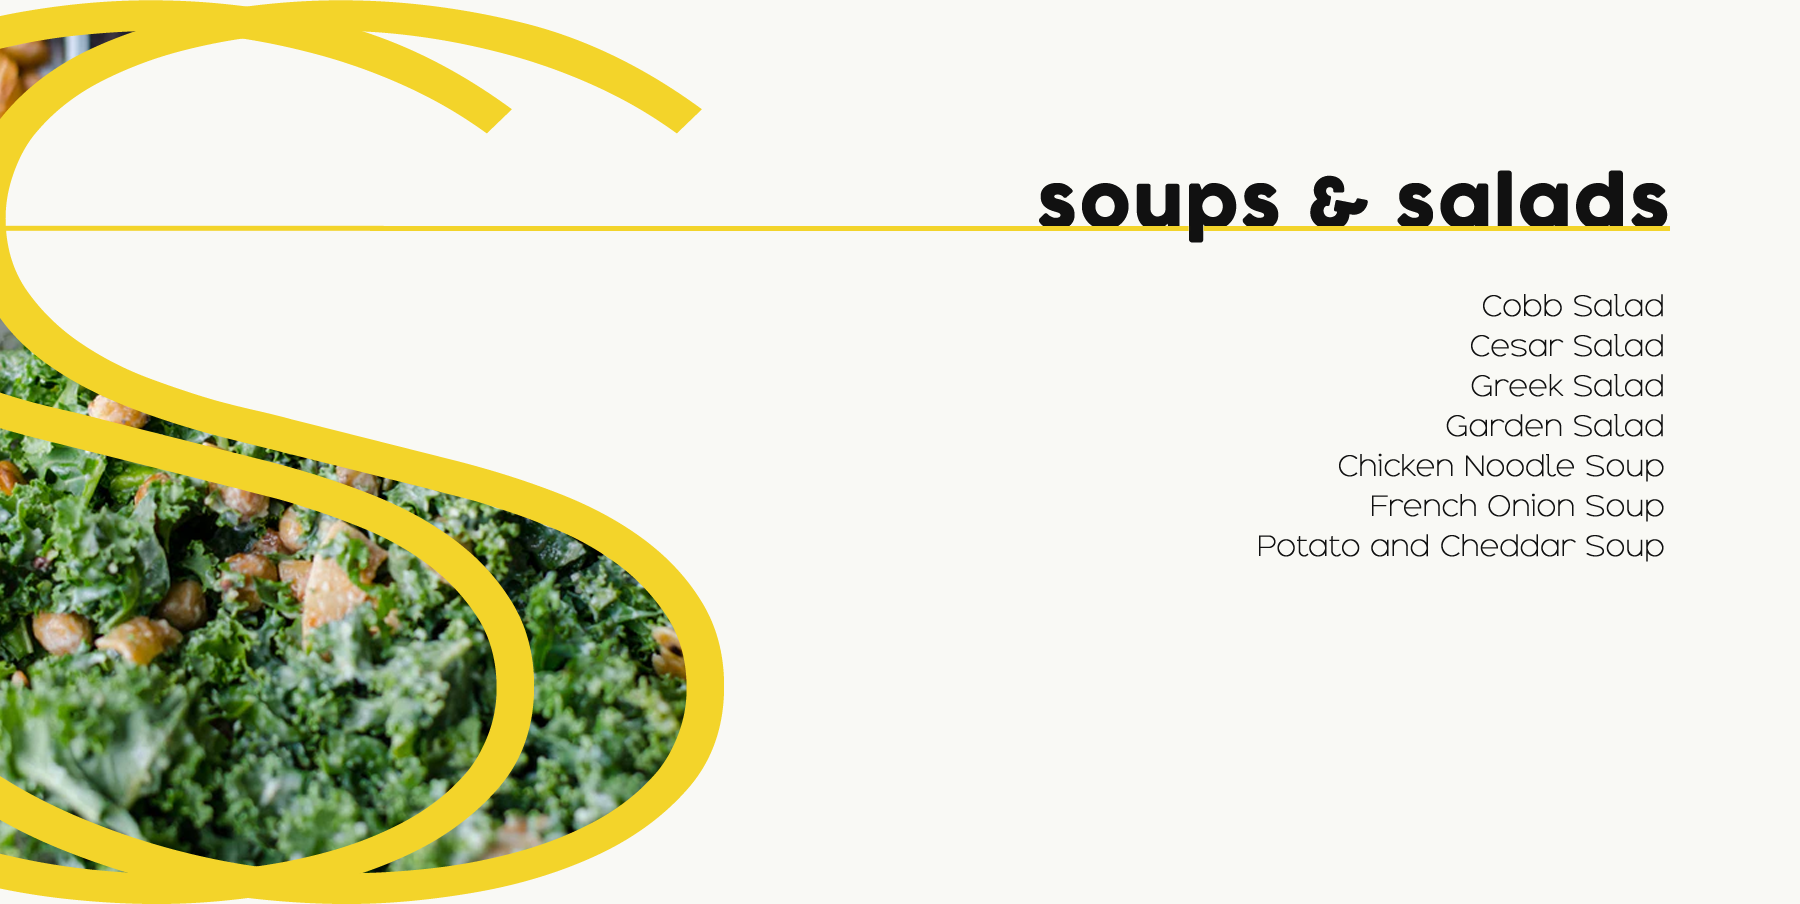 soups & salads
Cobb Salad
Cesar Salad
Greek Salad
Garden Salad
Chicken Noodle Soup
French Onion Soup
Potato and Cheddar Soup